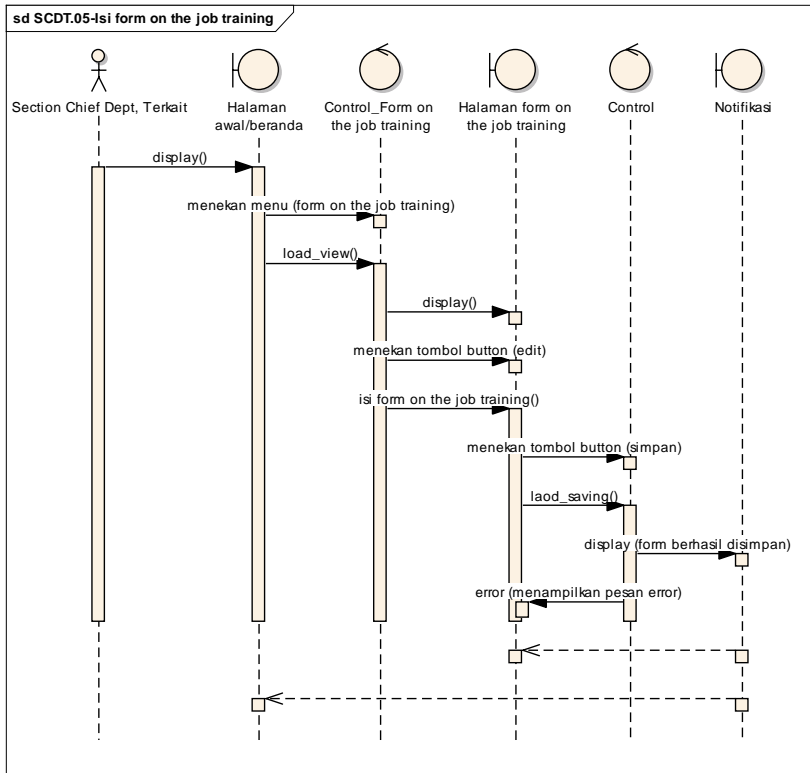 sd SCDT.05-Isi form on the job training
Section Chief Dept, Terkait
Halaman
awal/beranda
Control_Form on
the job training
Halaman form on
the job training
Control
Notifikasi
display()
menekan menu (form on the job training)
load_view()
display()
menekan tombol button (edit)
isi form on the job training()
menekan tombol button (simpan)
laod_saving()
display (form berhasil disimpan)
error (menampilkan pesan error)